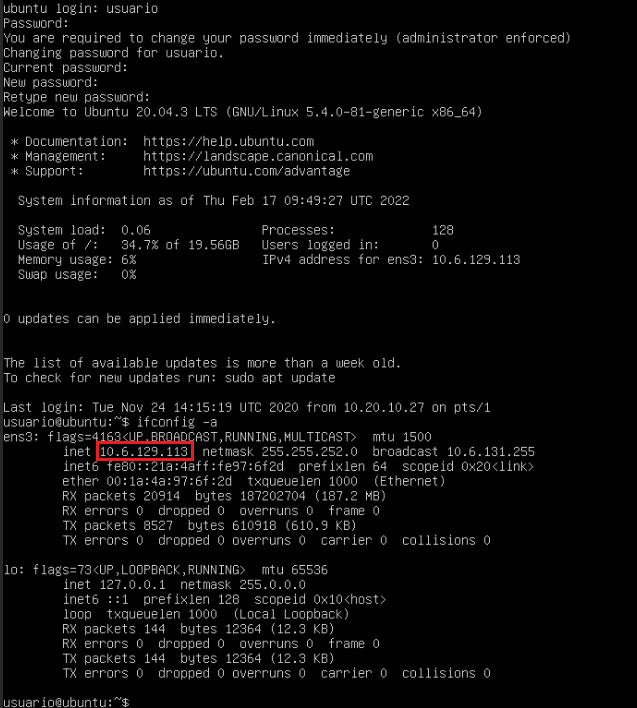 ubuntu login: usuario
Password:
You are required to change your password immediately (administrator enforced)
Changing password for usuario.
Current password:
New password:
Retype new password:
Welcome to Ubuntu 20.04.3 LTS (GNU/Linux 5.4.0-81-generic x86_64)
* Documentation:  https://help.ubuntu.com
* Management:     https://landscape.canonical.com
* Support:        https://ubuntu.com/advantage
System information as of Thu Feb 17 09:49:27 UTC 2022
System load:  0.06               Processes:             128
Usage of /:   34.7% of 19.56GB   Users logged in:       0
Memory usage: 6%                 IPv4 address for ens3: 10.6.129.113
Swap usage:   0%
0 updates can be applied immediately.
The list of available updates is more than a week old.
To check for new updates run: sudo apt update
Last login: Tue Nov 24 14:15:19 UTC 2020 from 10.20.10.27 on pts/1
usuario@ubuntu:~$ ifconfig -a
ens3: flags=4163<UP,BROADCAST,RUNNING,MULTICAST>  mtu 1500
inet 10.6.129.113  netmask 255.255.252.0  broadcast 10.6.131.255
inet6 fe80::21a:4aff:fe97:6f2d  prefixlen 64  scopeid 0x20<link>
ether 00:1a:4a:97:6f:2d  txqueuelen 1000  (Ethernet)
RX packets 20914  bytes 187202704 (187.2 MB)
RX errors 0  dropped 0  overruns 0  frame 0
TX packets 8527  bytes 610918 (610.9 KB)
TX errors 0  dropped 0 overruns 0  carrier 0  collisions 0
lo: flags=73<UP,LOOPBACK,RUNNING>  mtu 65536
inet 127.0.0.1  netmask 255.0.0.0
inet6 ::1  prefixlen 128  scopeid 0x10<host>
loop  txqueuelen 1000  (Local Loopback)
RX packets 144  bytes 12364 (12.3 KB)
RX errors 0  dropped 0  overruns 0  frame 0
TX packets 144  bytes 12364 (12.3 KB)
TX errors 0  dropped 0 overruns 0  carrier 0  collisions 0
usuario@ubuntu:~$